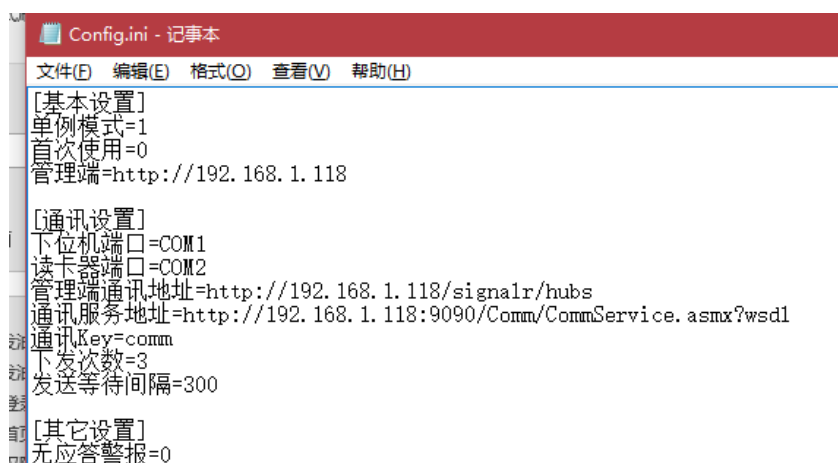 Config.ini - 记事本
文件(F) 编辑(E) 格式(O) 查看(V) 帮助(H)
[基本设置]
单例模式=1
首次使用=0
管理端=http://192.168.1.118
[通讯设置]
下位机端口=COM1
读卡器端口=COM2
管理端通讯地址=http://192.168.1.118/signalr/hubs
通讯服务地址=http://192.168.1.118:9090/Comm/CommService.asmx?wsdl
通讯Key=comm
下发次数=3
发送等待间隔=300
[其它设置]
无应答警报=0